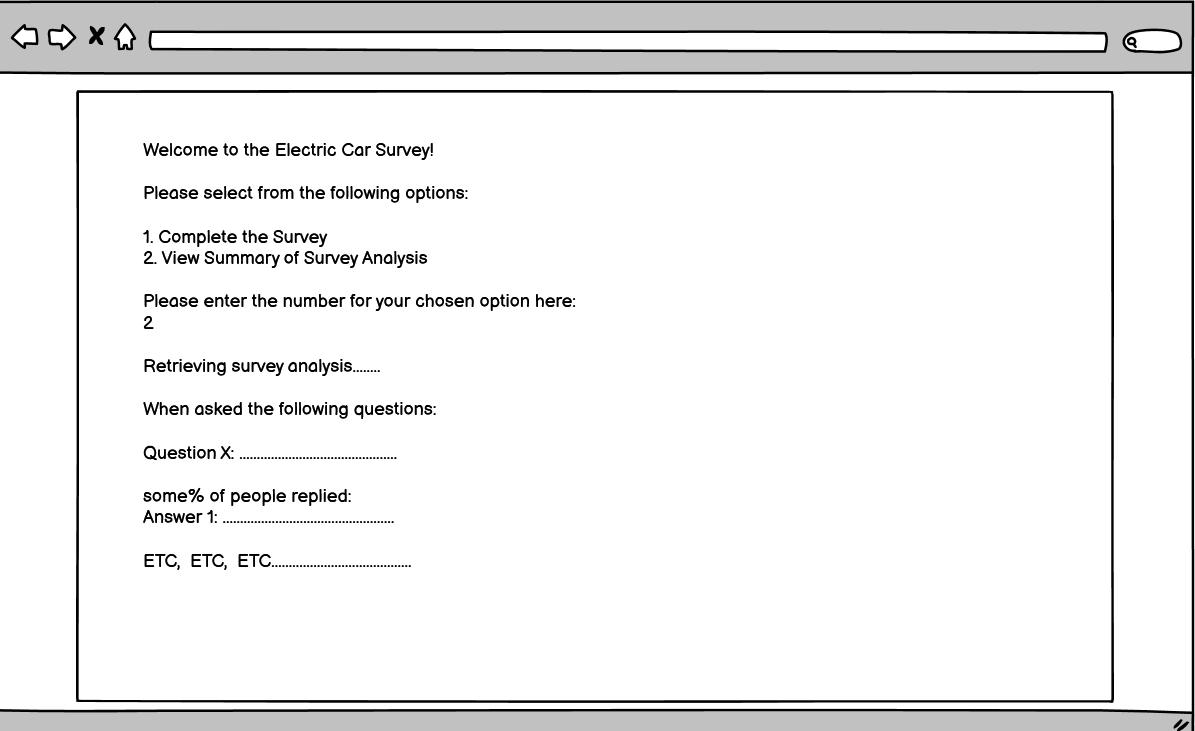 Welcome to the Electric Car Survey!
Please select from the following options:
1. Complete the Survey
2. View Summary of Survey Analysis
Please enter the number for your chosen option here:
2
Retrieving survey analysis........
When asked the following questions:
Question X: .............................................
some% of people replied:
Answer 1: .................................................
ETC,  ETC,  ETC........................................